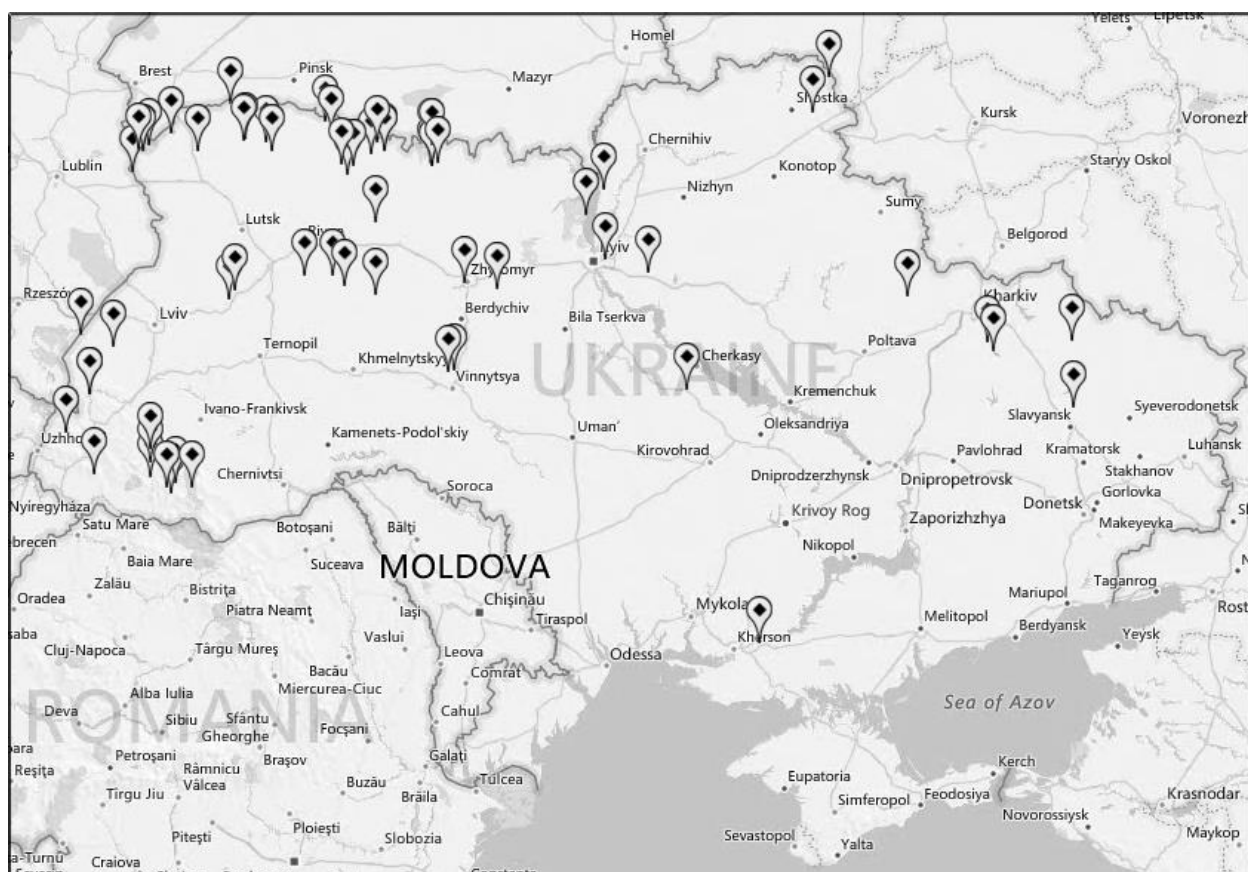 Yelets
Lipetsk
Homel
Brest
Pinsk
Mazyr
Shostka
Kursk
Chernihiv
Staryy Oskol
Lublin
Konotop
Nizhyn
Sumy
Lutsk
Belgorod
Kyiv
Zhytomyr
Kharkiv
Lviv
Berdychiv
Bila Tserkva
Poltava
Ternopil
Khmelnytskyy
Cherkasy
Vinnytsya
UKRAINE
Kremenchuk
Ivano-Frankivsk
Slavyansk
Syeverodonetsk
Uman'
Oleksandriya
Kamenets-Podol'skiy
Kirovohrad
Pavlohrad
Kramatorsk
Luhansk
Chernivtsi
Dniprodzerzhynsk
Dnipropetrovsk
Stakhanov
Soroca
Nyíregyháza
Donetsk
Gorlovka
Satu Mare
Botoşani
Bălţi
Krivoy Rog
Zaporizhzhya
Makeyevka
Baia Mare
Suceava
MOLDOVA
Nikopol
Zalău
Bistriţa
Taganrog
Oradea
Piatra Neamţ
Iaşi
Chişinău
Mariupol
Tiraspol
Melitopol
Berdyansk
Vaslui
Kherson
Yeysk
Cluj-Napoca
Târgu Mureş
Leova
Odessa
Bacău
Comrat
Miercurea-Ciuc
Alba Iulia
Sea of Azov
ROMANIA
Deva
Sibiu
Sfântu
Gheorghe
Focşani
Cahul
Petroşani
Braşov
Galaţi
Reşiţa
Râmnicu
Vâlcea
Buzău
Tulcea
Kerch
Eupatoria
Tirgu Jiu
Brăila
Simferopol
Feodosiya
Krasnodar
Novorossiysk
Piteşti
Ploieşti
Slobozia
Sevastopol
Yalta
Maykop
Craiova